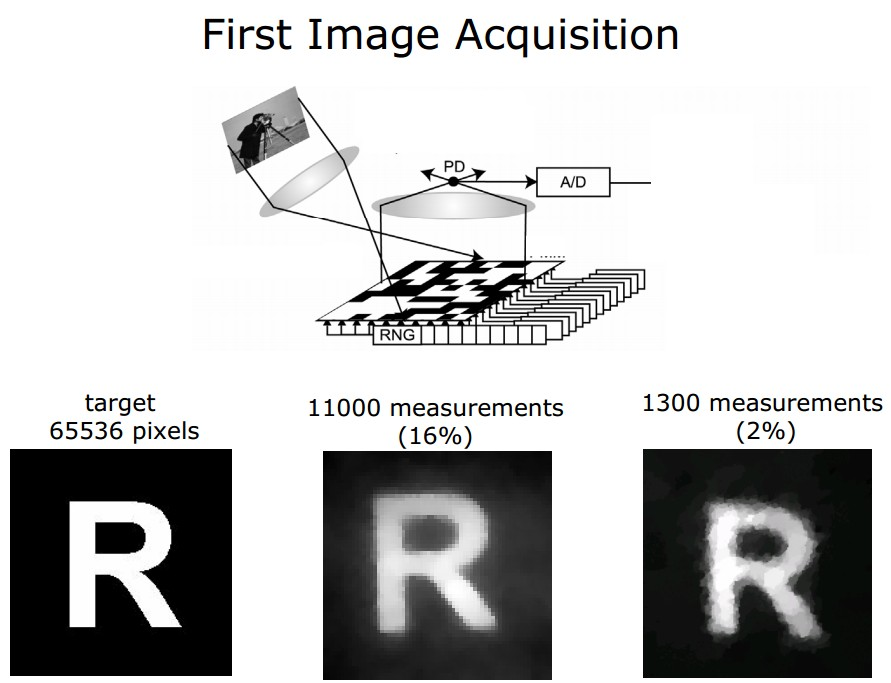 First Image Acquisition
PD
A/D
RNG
target
65536 pixels
11000 measurements
(16%)
1300 measurements
(2%)
R
R
R